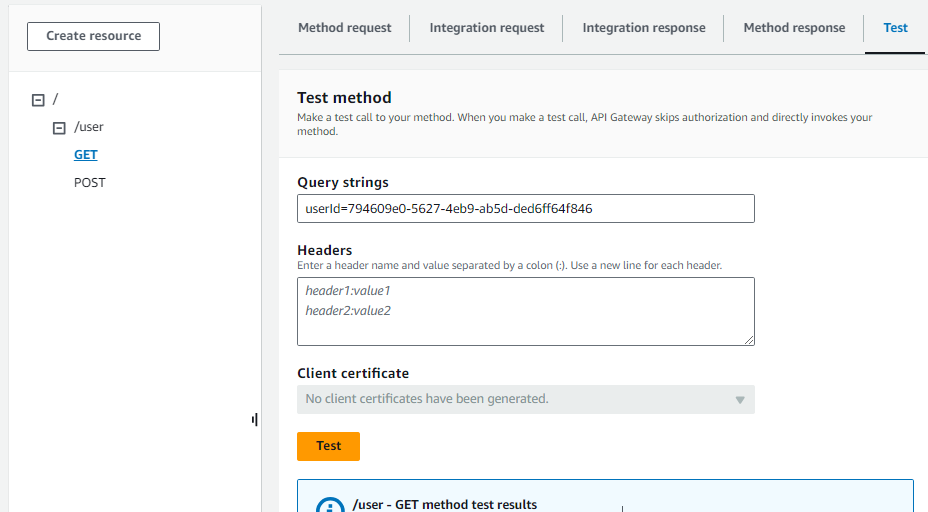 Create resource
/
/user
GET
POST
Method request
Integration request
Integration response
Method response
Test
Test method
Make a test call to your method. When you make a test call, API Gateway skips authorization and directly invokes your
method.
Query strings
userId=794609e0-5627-4eb9-ab5d-ded6ff64f846
Headers
Enter a header name and value separated by a colon (:). Use a new line for each header.
header1:value1
header2:value2
Client certificate
No client certificates have been generated.
Test
/user - GET method test results